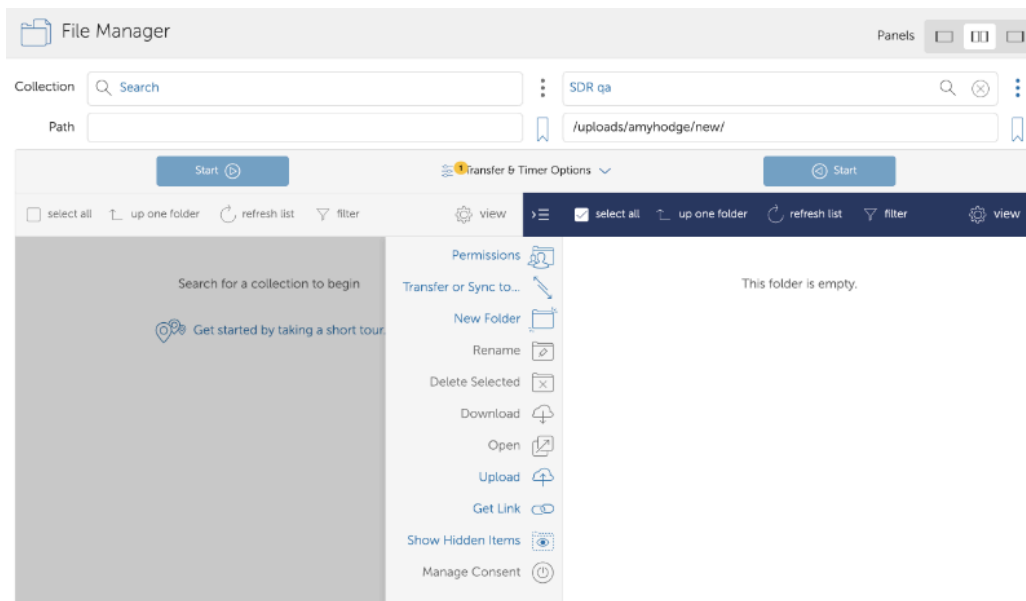 File Manager
Panels
Collection
Search
SDR qa
Path
/uploads/amyhodge/new/
Start
1
Transfer & Timer Options
Start
select all
up one folder
refresh list
filter
view
select all
up one folder
refresh list
filter
view
Search for a collection to begin
Get started by taking a short tour.
Permissions
Transfer or Sync to...
New Folder
Rename
Delete Selected
Download
Open
Upload
Get Link
Show Hidden Items
Manage Consent
This folder is empty.